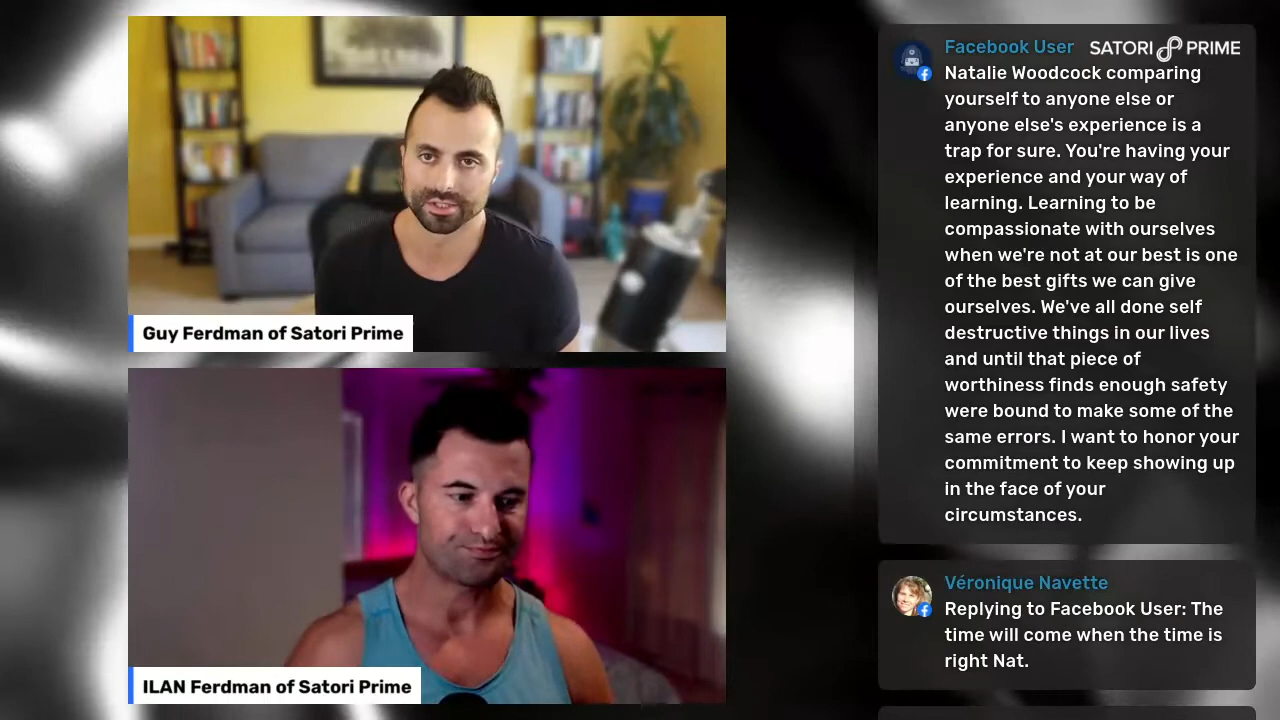 Guy Ferdman of Satori Prime
ILAN Ferdman of Satori Prime
Facebook User
SATORI PRIME
Natalie Woodcock comparing
yourself to anyone else or
anyone else's experience is a
trap for sure. You're having your
experience and your way of
learning. Learning to be
compassionate with ourselves
when we're not at our best is one
of the best gifts we can give
ourselves. We've all done self
destructive things in our lives
and until that piece of
worthiness finds enough safety
were bound to make some of the
same errors. I want to honor your
commitment to keep showing up
in the face of your
circumstances.
Véronique Navette
Replying to Facebook User: The
time will come when the time is
right Nat.